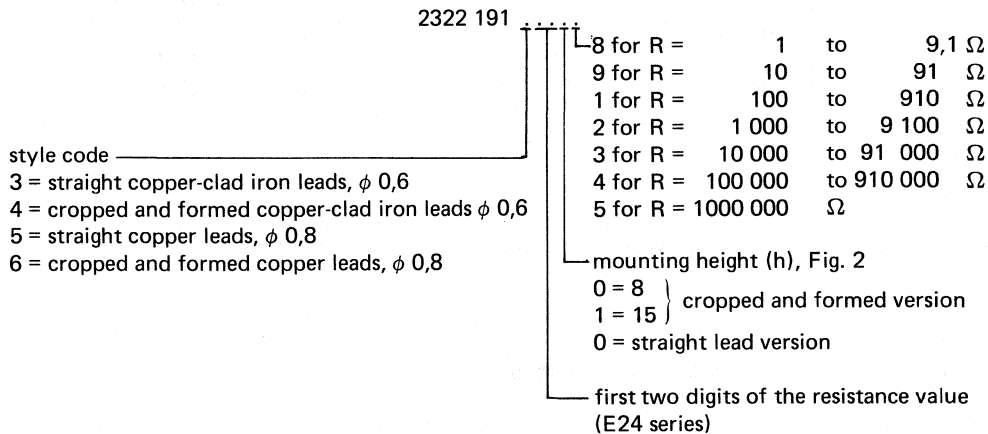 2322 191 . . . . .
8 for R = 1 to 9,1 Ω
9 for R = 10 to 91 Ω
1 for R = 100 to 910 Ω
2 for R = 1 000 to 9 100 Ω
3 for R = 10 000 to 91 000 Ω
4 for R = 100 000 to 910 000 Ω
5 for R = 1000 000 Ω
style code
3 = straight copper-clad iron leads, ϕ 0,6
4 = cropped and formed copper-clad iron leads ϕ 0,6
5 = straight copper leads, ϕ 0,8
6 = cropped and formed copper leads, ϕ 0,8
mounting height (h), Fig. 2
0 = 8
1 = 15
cropped and formed version
0 = straight lead version
first two digits of the resistance value
(E24 series)